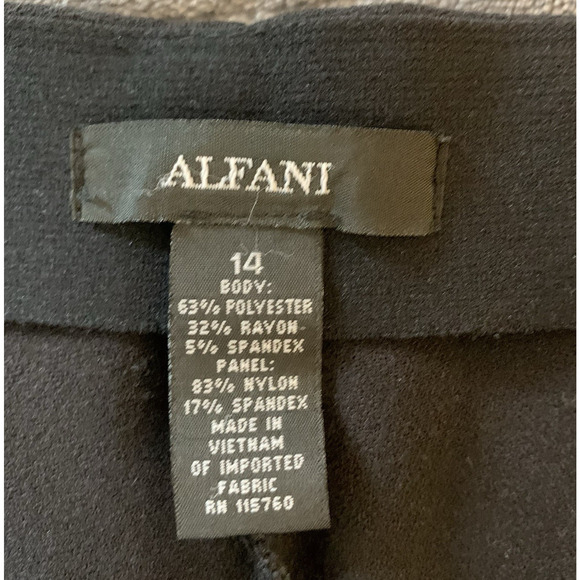 ALFANI
14
BODY:
63% POLYESTER
32% RAYON
5% SPANDEX
PANEL:
83% NYLON
17% SPANDEX
MADE IN
VIETNAM
OF IMPORTED
FABRIC
RN 115760